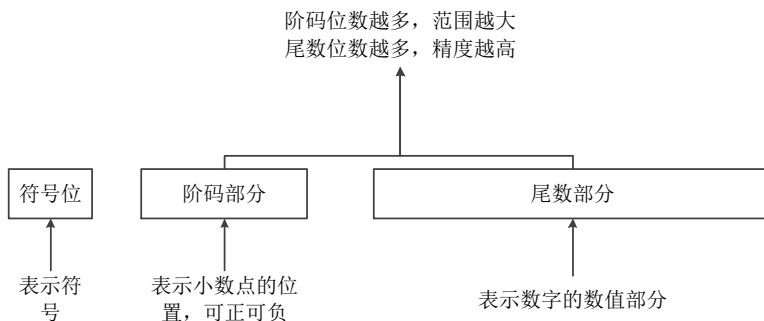 阶码位数越多，范围越大
尾数位数越多，精度越高
符号位
阶码部分
尾数部分
表示符
号
表示小数点的位
置，可正可负
表示数字的数值部分